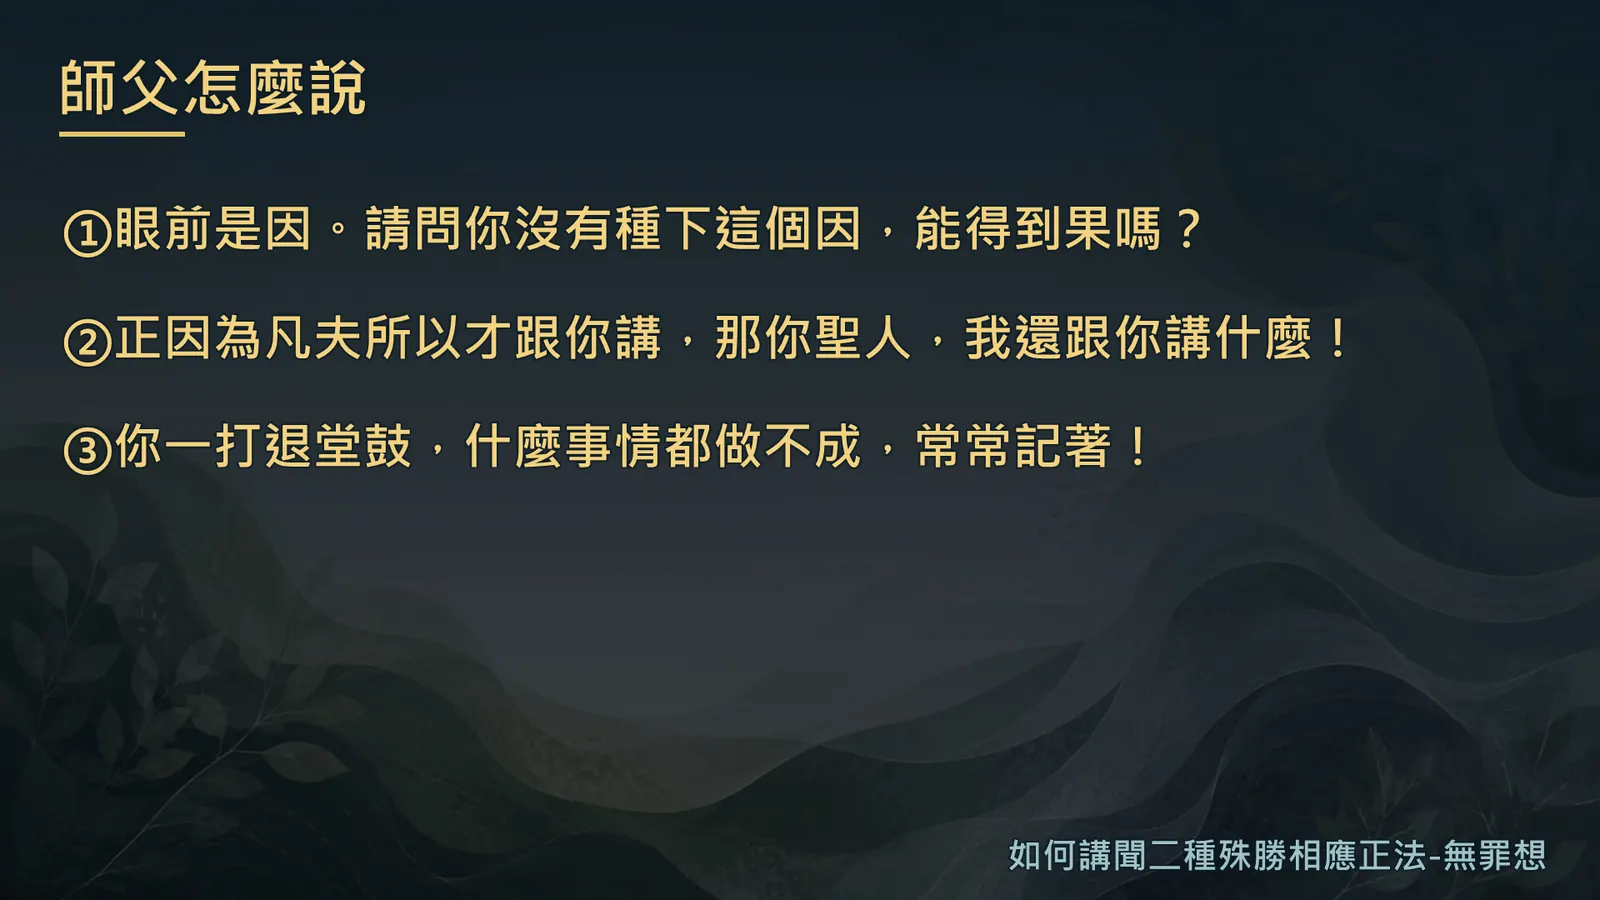 師父怎麼說
①眼前是因。請問你沒有種下這個因，能得到果嗎？
②正因為凡夫所以才跟你講，那你聖人，我還跟你講什麼！
③你一打退堂鼓，什麼事情都做不成，常常記著！
如何講聞二種殊勝相應正法-無罪想